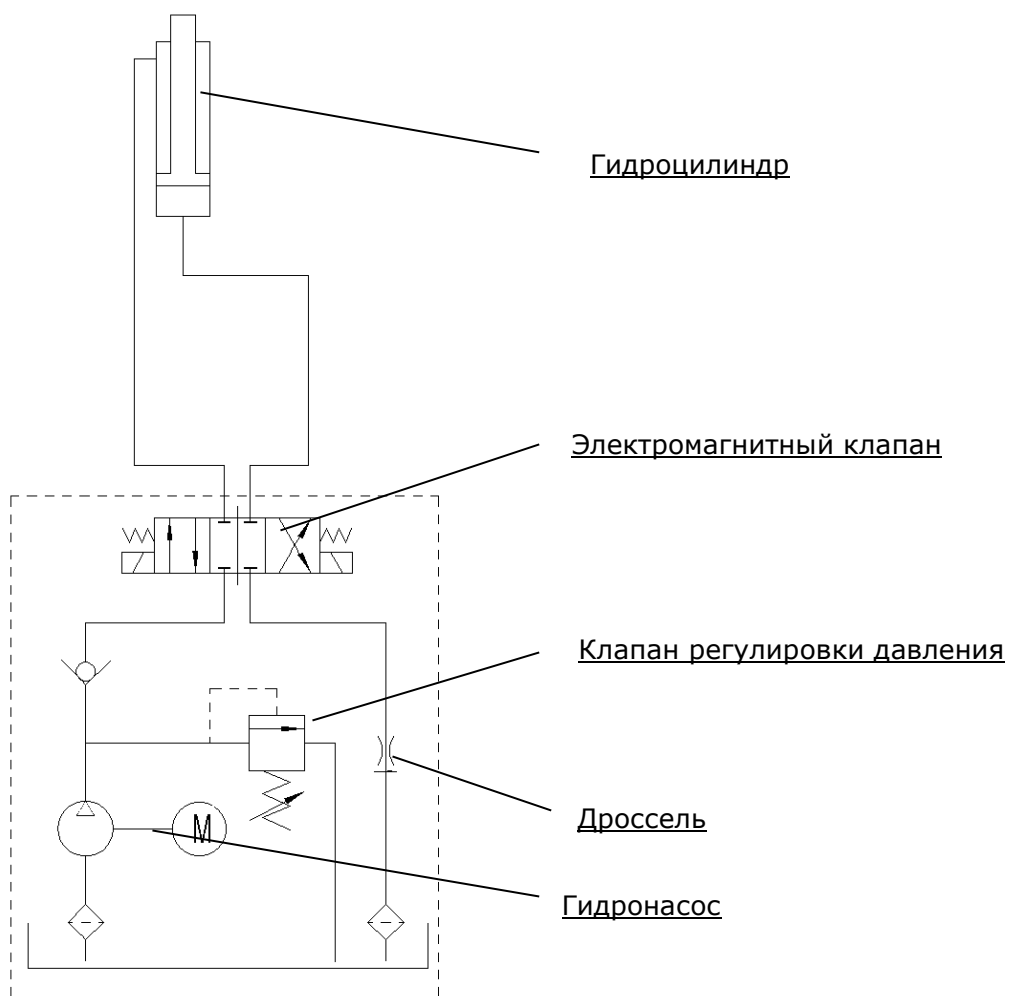 Гидроцилиндр
Электромагнитный клапан
Клапан регулировки давления
Дроссель
M
Гидронасос